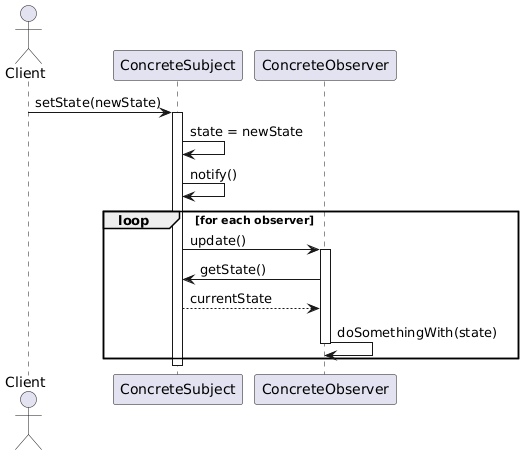 Client
ConcreteSubject
ConcreteObserver
setState(newState)
state = newState
notify()
loop
[for each observer]
update()
getState()
currentState
doSomethingWith(state)
Client
ConcreteSubject
ConcreteObserver